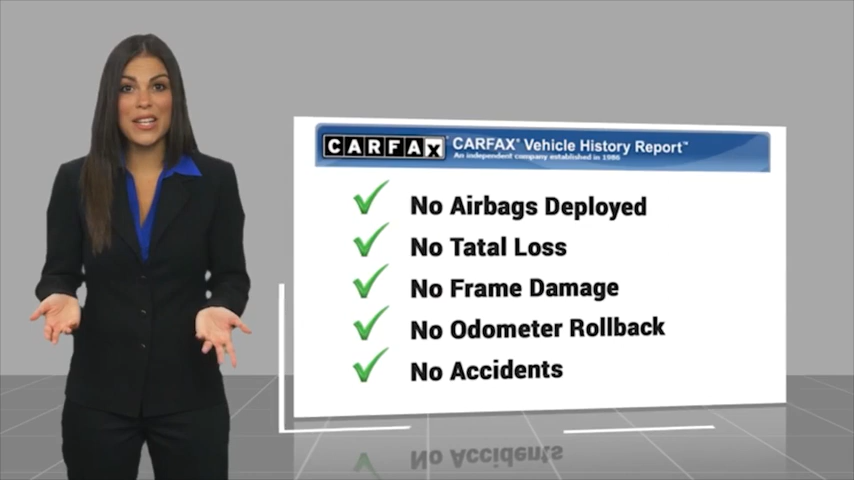 CARFAX
CARFAX® Vehicle History Report™
An independent company established in 1986
No Airbags Deployed
No Tatal Loss
No Frame Damage
No Odometer Rollback
No Accidents
No Accidents